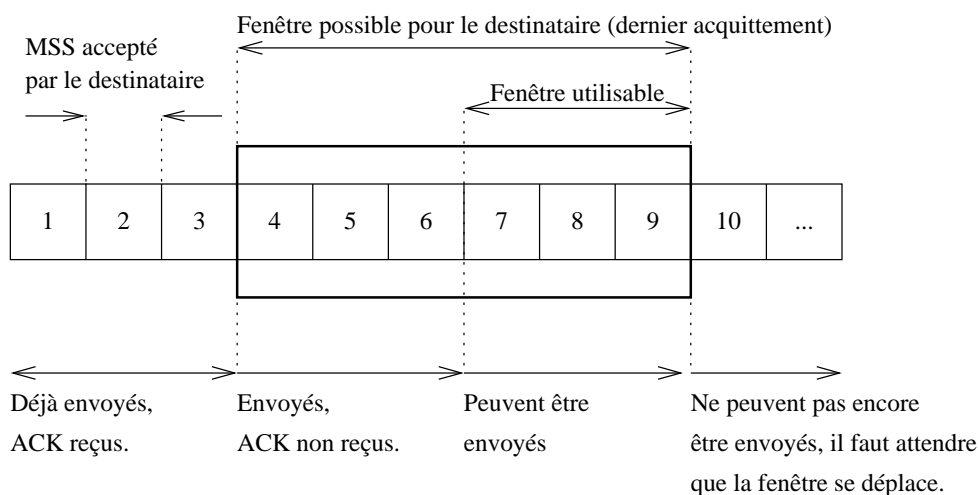 Fenêtre possible pour le destinataire (dernier acquittement)
MSS accepté
par le destinataire
Fenêtre utilisable
1 2 3 4 5 6 7 8 9 10 ...
Déjà envoyés,
ACK reçus.
Envoyés,
ACK non reçus.
Peuvent être
envoyés
Ne peuvent pas encore
être envoyés, il faut attendre
que la fenêtre se déplace.